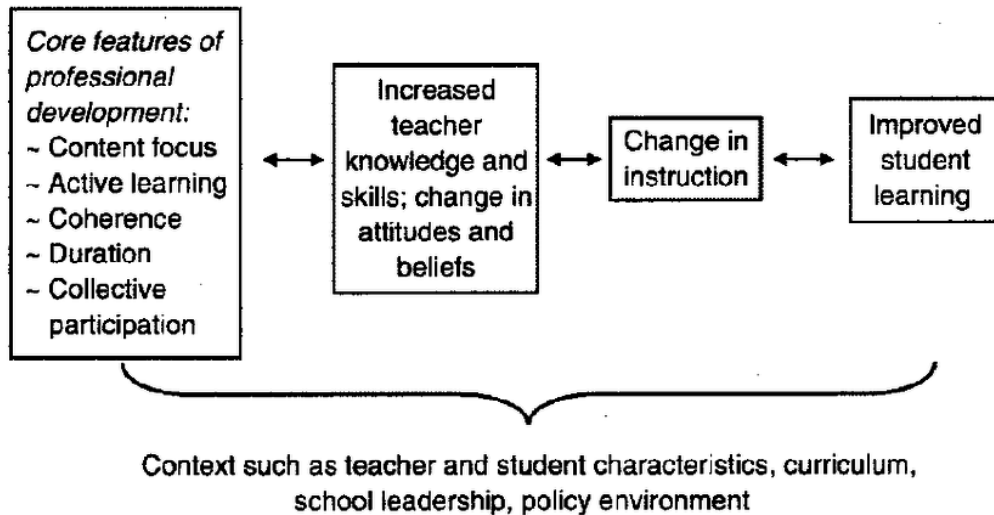 Core features of
professional
development:
~ Content focus
~ Active learning
~ Coherence
~ Duration
~ Collective
participation
Increased
teacher
knowledge and
skills; change in
attitudes and
beliefs
Change in
instruction
Improved
student
learning
Context such as teacher and student characteristics, curriculum,
school leadership, policy environment